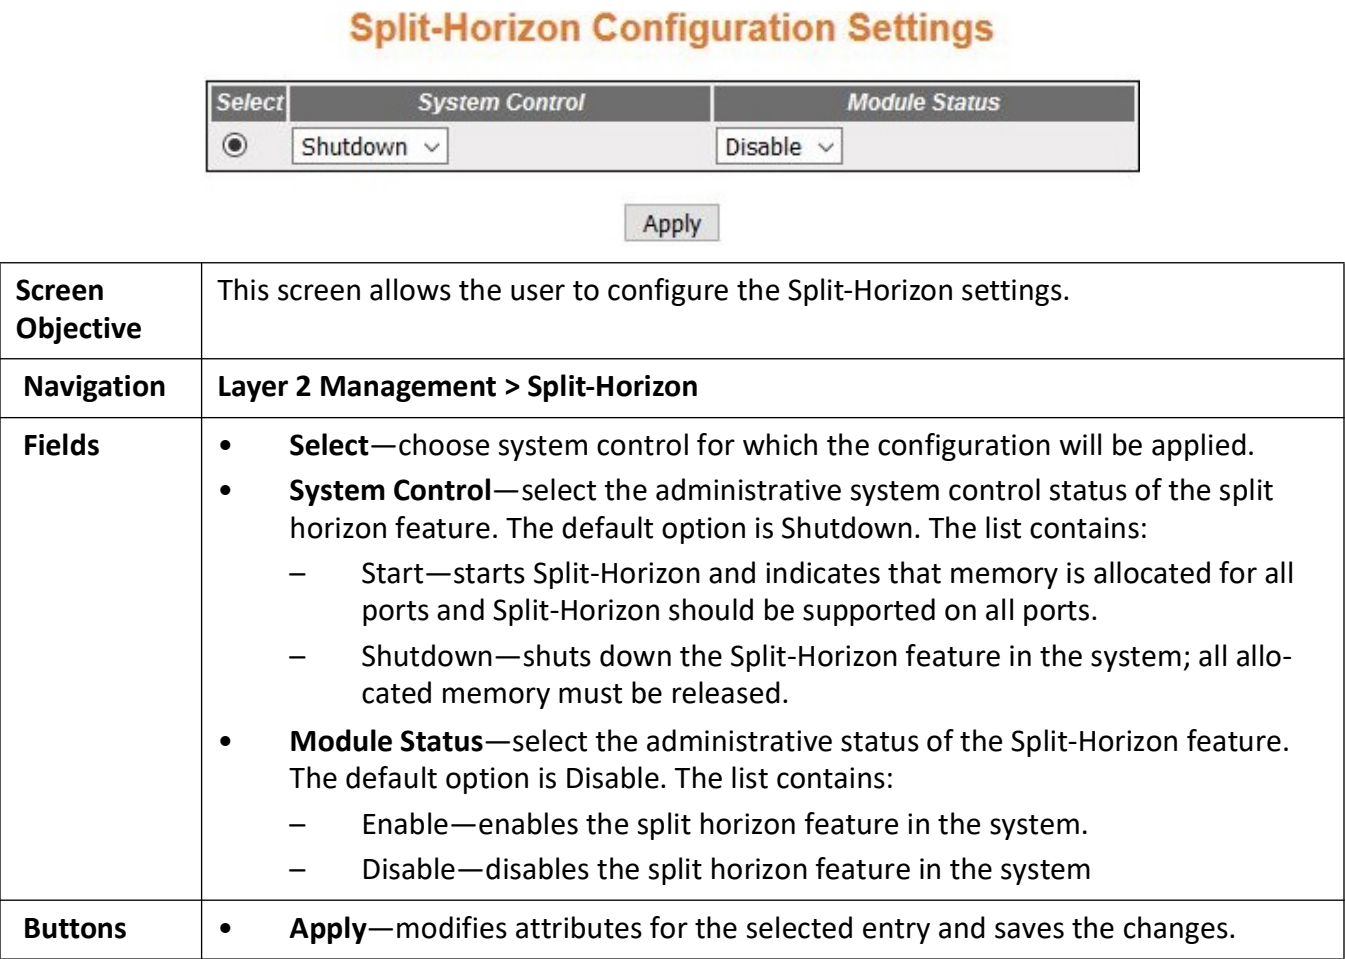 Split-Horizon Configuration Settings
Select System Control Module Status
Shutdown Disable
Apply
Screen Objective
This screen allows the user to configure the Split-Horizon settings.
Navigation
Layer 2 Management > Split-Horizon
Fields
• Select—choose system control for which the configuration will be applied.
• System Control—select the administrative system control status of the split
horizon feature. The default option is Shutdown. The list contains:
– Start—starts Split-Horizon and indicates that memory is allocated for all
ports and Split-Horizon should be supported on all ports.
– Shutdown—shuts down the Split-Horizon feature in the system; all allo-
cated memory must be released.
• Module Status—select the administrative status of the Split-Horizon feature.
The default option is Disable. The list contains:
– Enable—enables the split horizon feature in the system.
– Disable—disables the split horizon feature in the system
Buttons
• Apply—modifies attributes for the selected entry and saves the changes.